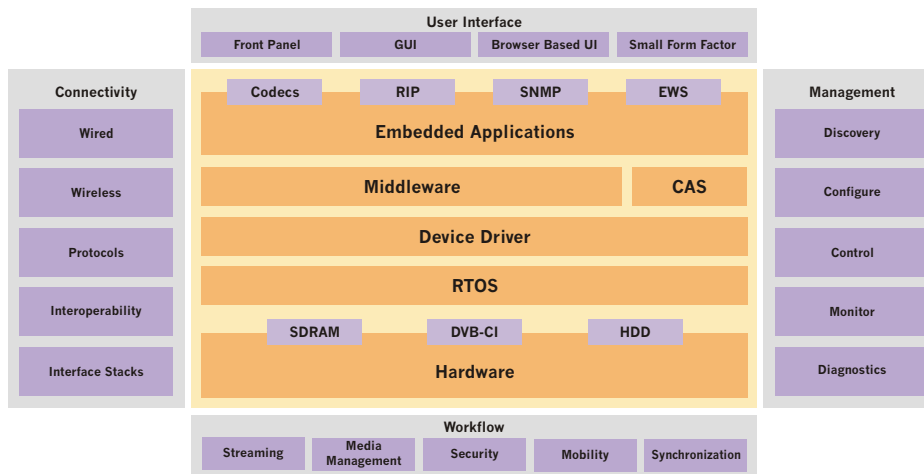 User Interface
Front Panel
GUI
Browser Based UI
Small Form Factor
Connectivity
Wired
Wireless
Protocols
Interoperability
Interface Stacks
Codecs
RIP
SNMP
EWS
Embedded Applications
Middleware
CAS
Device Driver
RTOS
SDRAM
DVB-CI
HDD
Hardware
Management
Discovery
Configure
Control
Monitor
Diagnostics
Workflow
Streaming
Media
Management
Security
Mobility
Synchronization